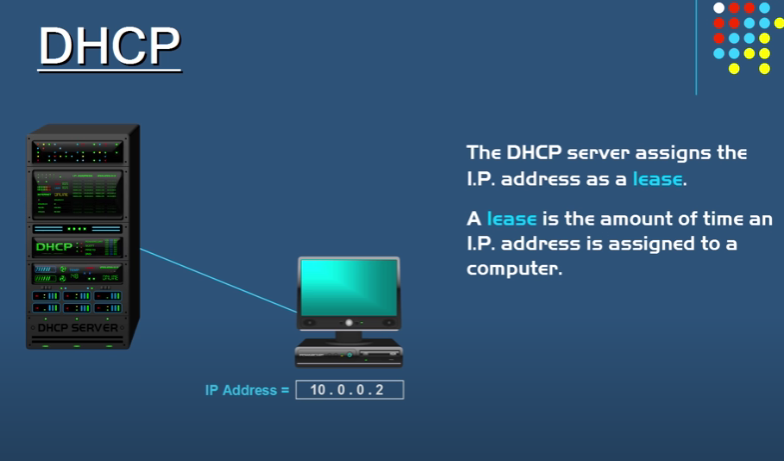 DHCP
The DHCP server assigns the
I.P. address as a lease.
A lease is the amount of time an
I.P. address is assigned to a
computer.
DHCP
DHCP SERVER
IP Address = 10.0.0.2